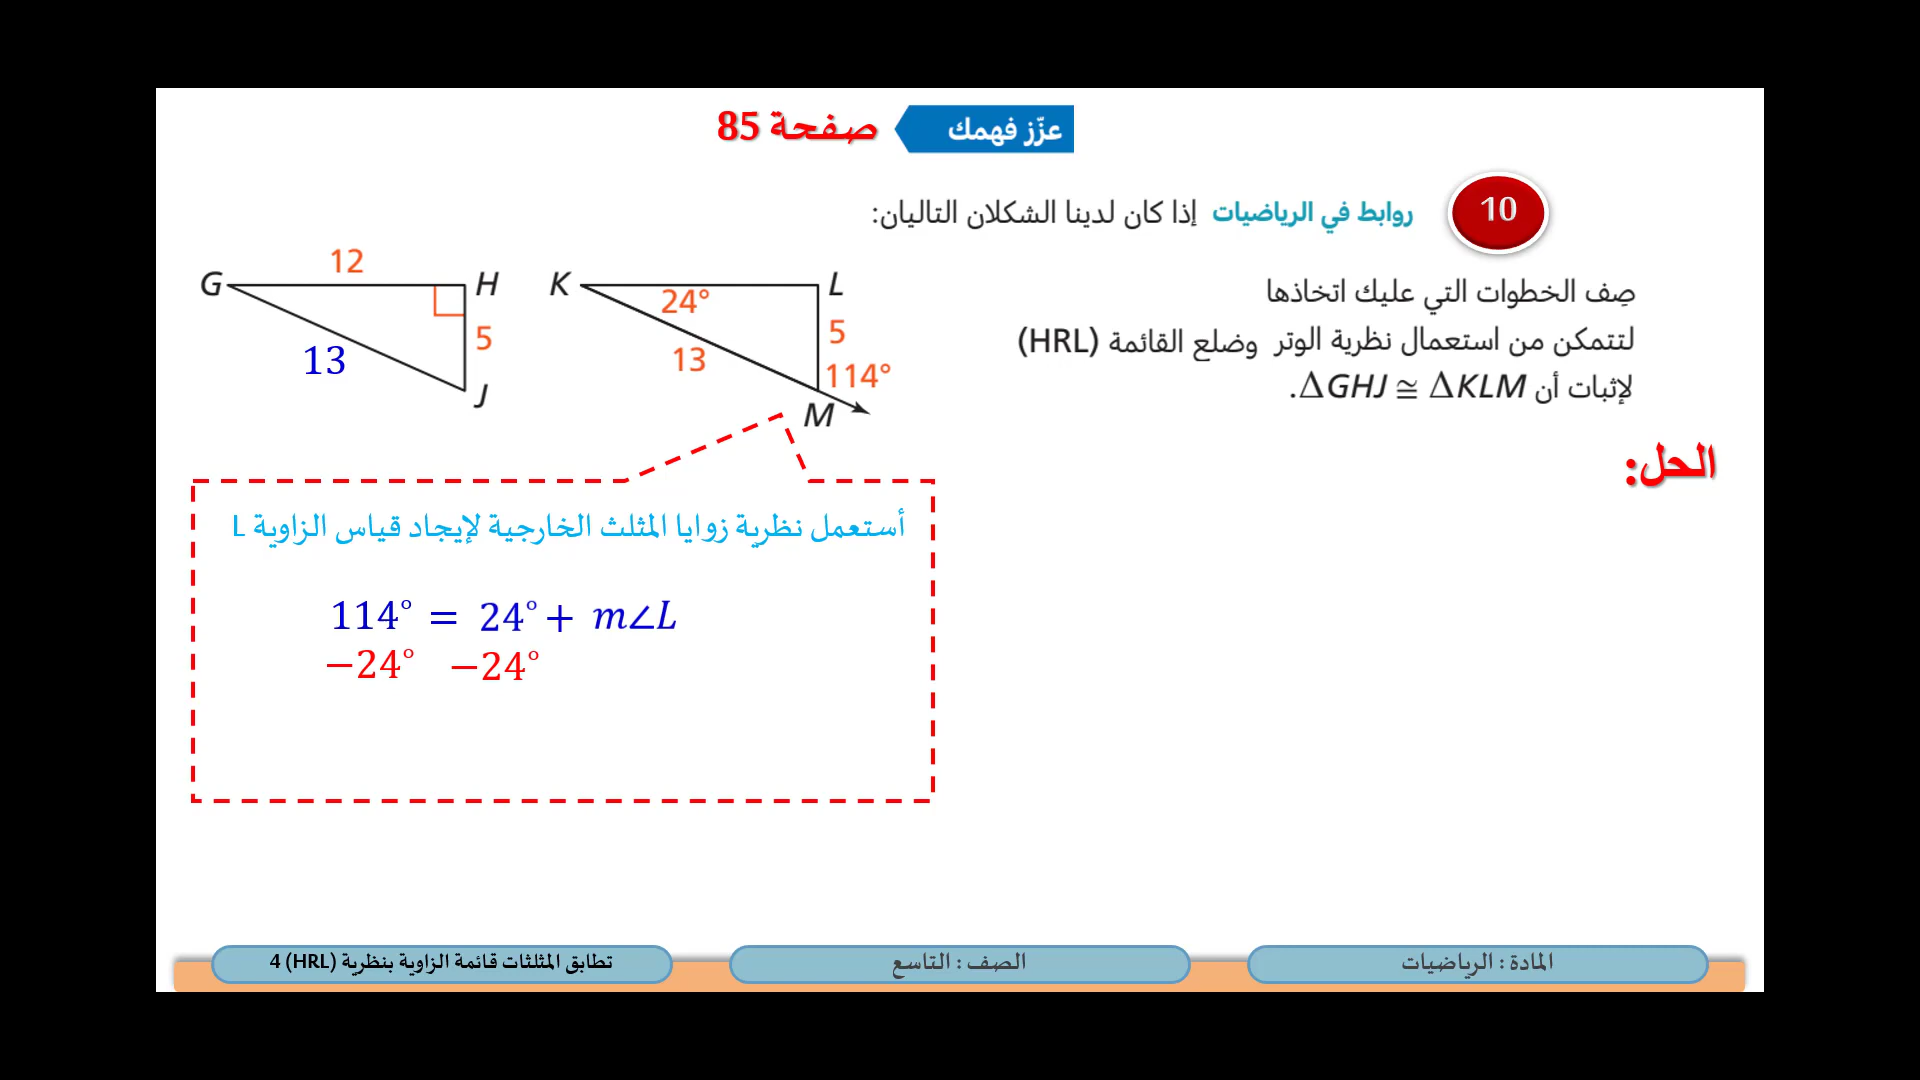 عزّز فهمك صفحة 85
10 روابط في الرياضيات إذا كان لدينا الشكلان التاليان:
صِف الخطوات التي عليك اتخاذها
لتتمكن من استعمال نظرية الوتر وضلع القائمة (HRL)
لإثبات أن ΔGHJ ≅ ΔKLM.
G 12 H
5
13
J
K 24° L
5
13
114°
M
الحل:
أستعمل نظرية زوايا المثلث الخارجية لإيجاد قياس الزاوية L
114° = 24° + m∠L
−24° −24°
المادة : الرياضيات
الصف : التاسع
تطابق المثلثات قائمة الزاوية بنظرية (HRL) 4